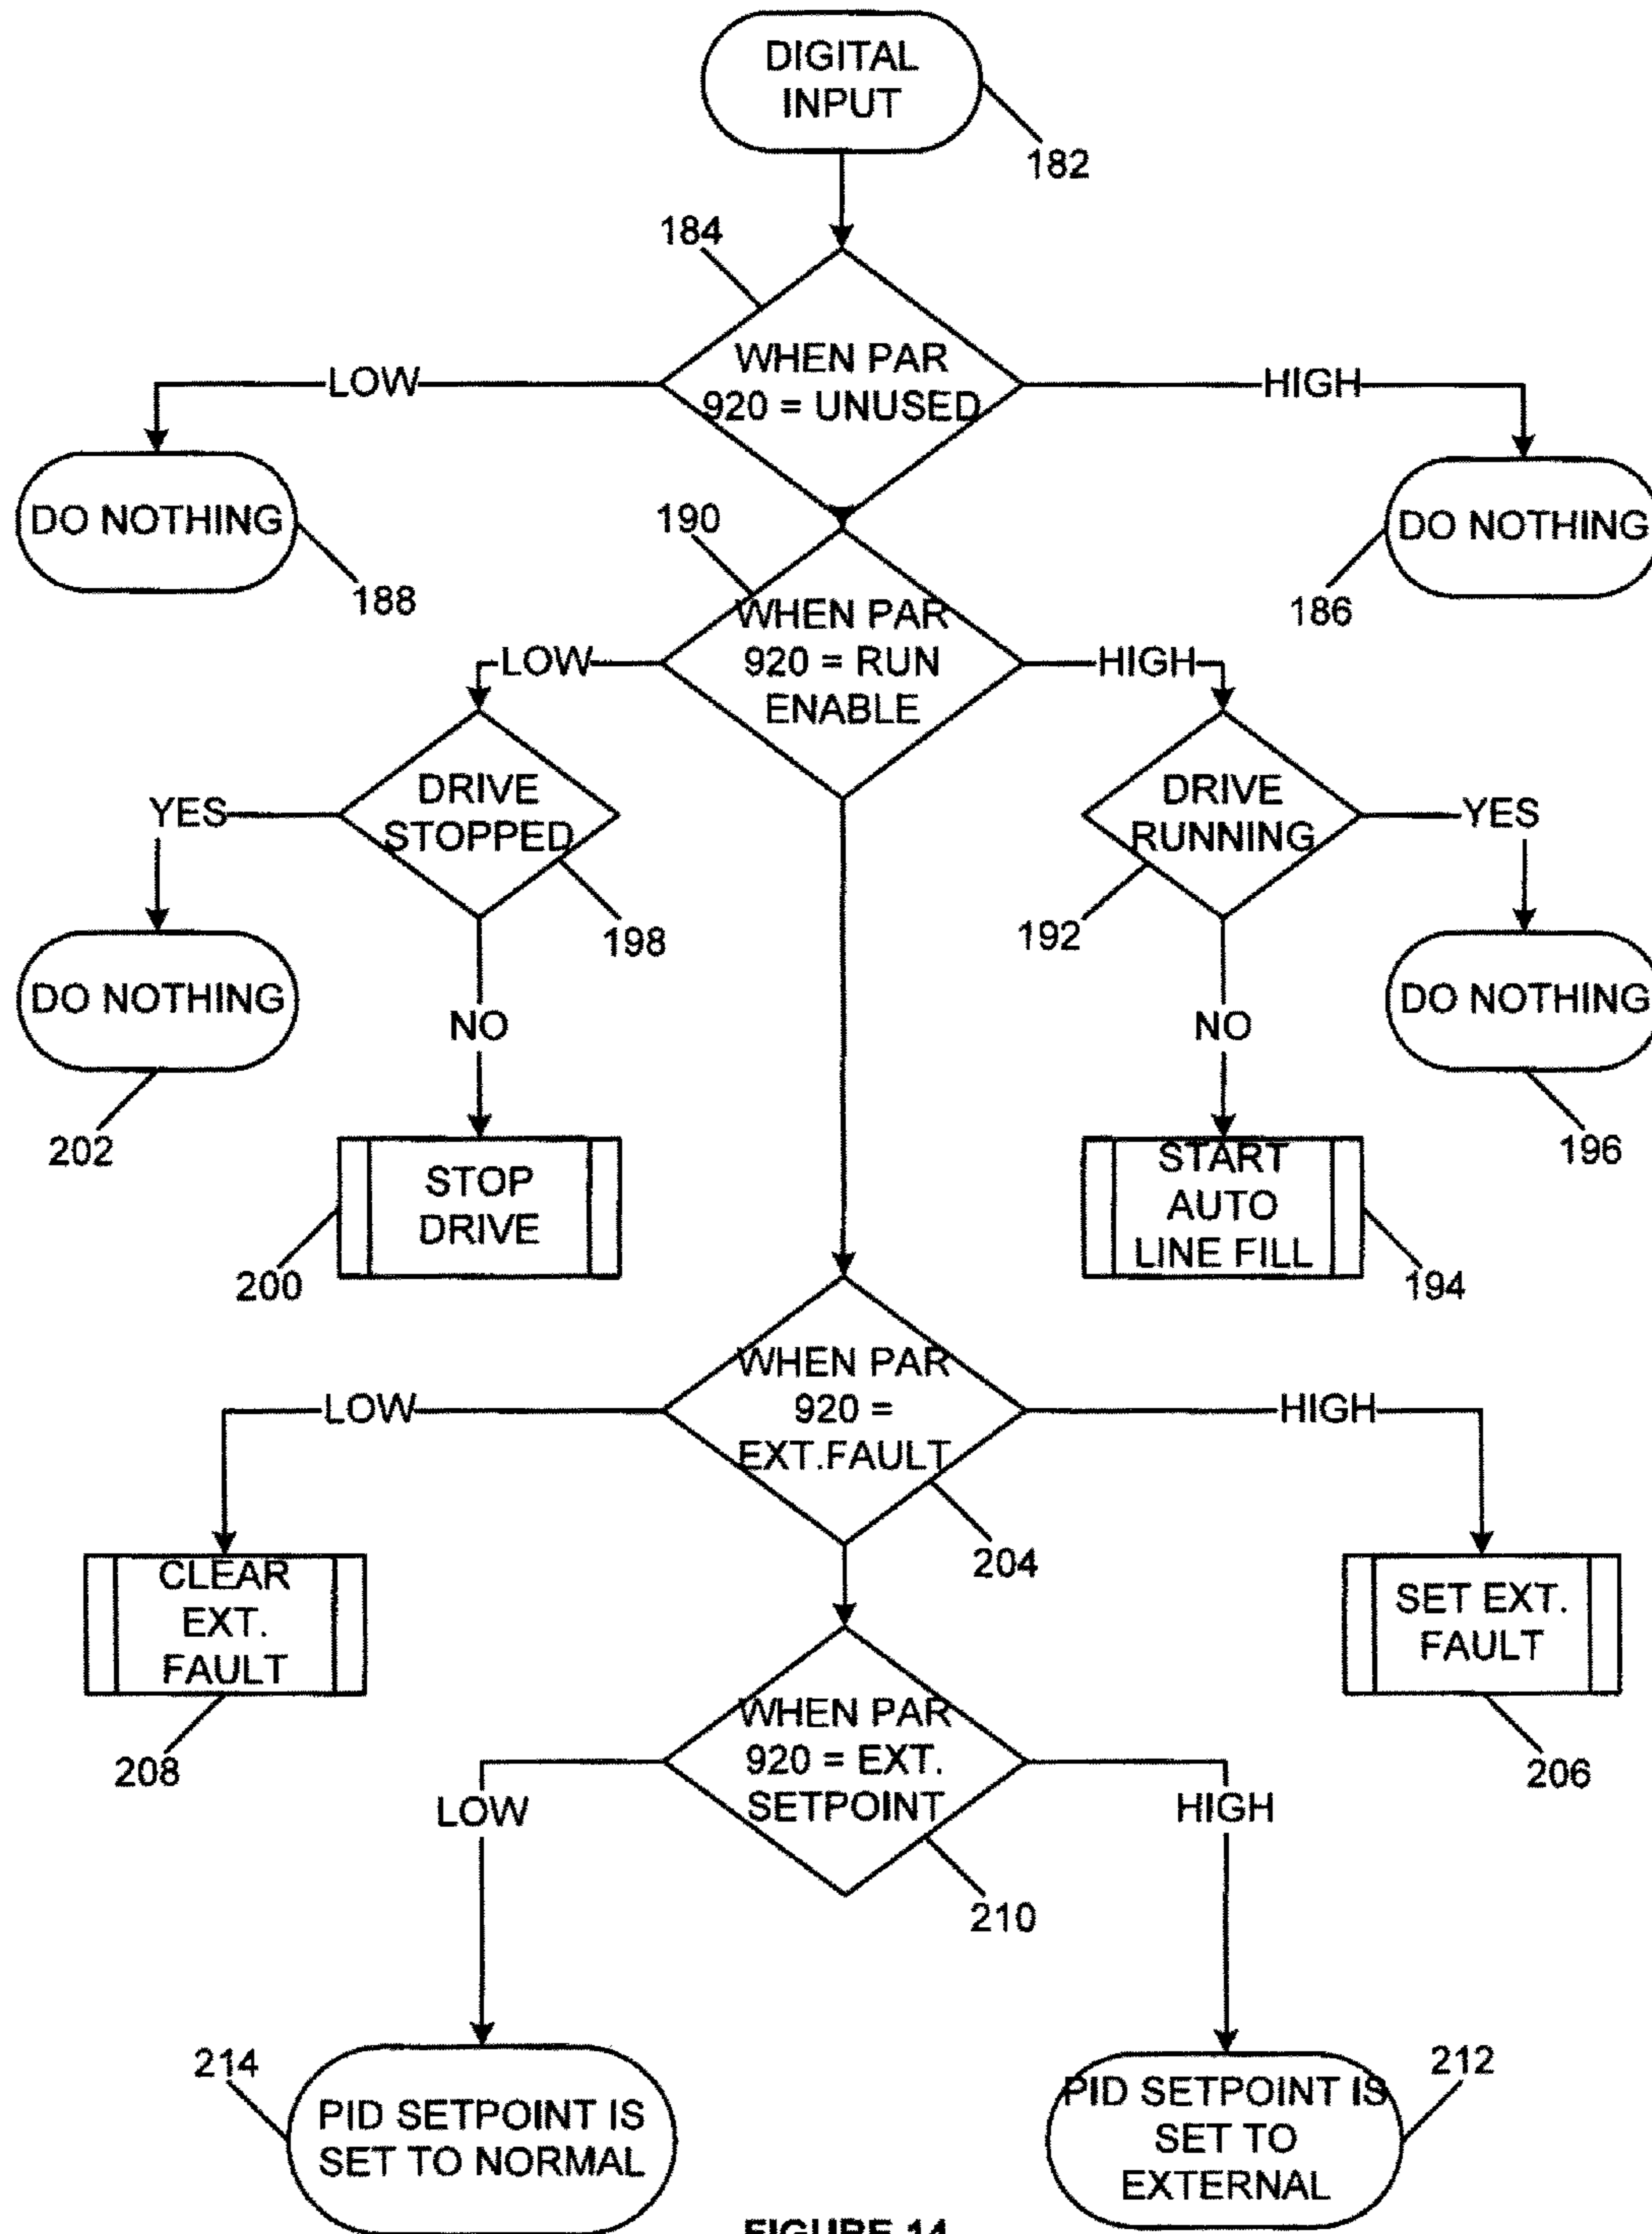 DIGITAL
INPUT
182
184
WHEN PAR
920 = UNUSED
LOW
HIGH
DO NOTHING
188
DO NOTHING
186
190
WHEN PAR
920 = RUN
ENABLE
LOW
HIGH
DRIVE
STOPPED
198
YES
DO NOTHING
202
NO
STOP
DRIVE
200
DRIVE
RUNNING
192
YES
DO NOTHING
196
NO
START
AUTO
LINE FILL
194
WHEN PAR
920 =
EXT.FAULT
204
LOW
HIGH
CLEAR
EXT.
FAULT
208
SET EXT.
FAULT
206
WHEN PAR
920 = EXT.
SETPOINT
210
LOW
HIGH
214
PID SETPOINT IS
SET TO NORMAL
212
PID SETPOINT IS
SET TO
EXTERNAL
FIGURE 14